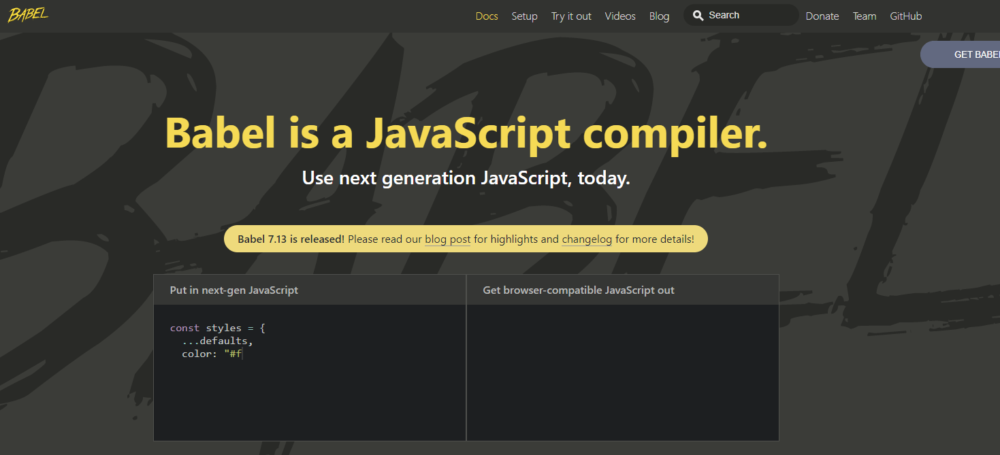 BABEL
Docs Setup Try it out Videos Blog Search Donate Team GitHub
GET BABEL
Babel is a JavaScript compiler.
Use next generation JavaScript, today.
Babel 7.13 is released! Please read our blog post for highlights and changelog for more details!
Put in next-gen JavaScript
Get browser-compatible JavaScript out
const styles = {
...defaults,
color: "#f